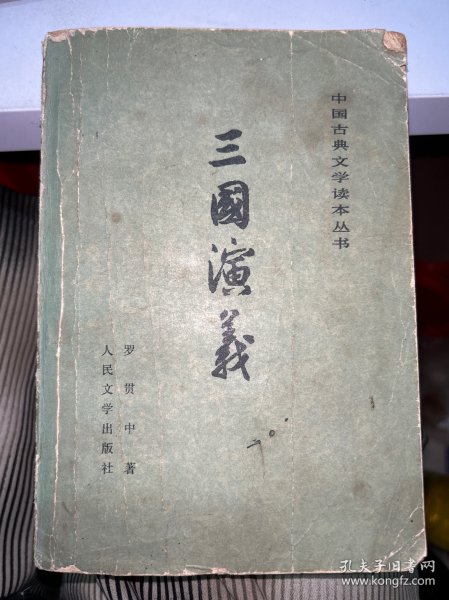 中国古典文学读本丛书
三國演義
罗贯中著
人民文学出版社
孔夫子旧书网
www.kongfz.com